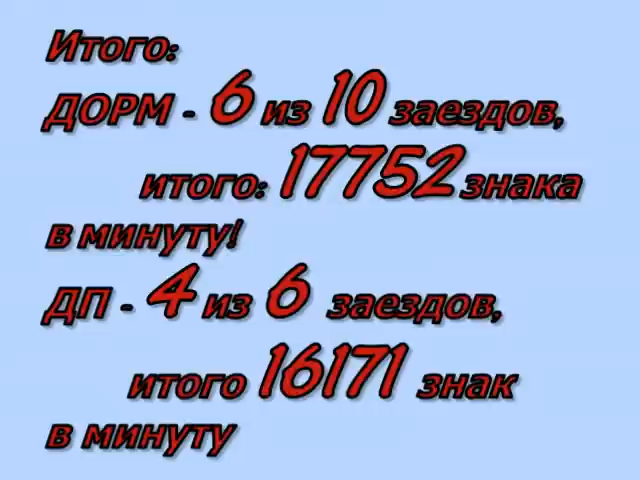 Итого:
ДОРМ - 6 из 10 заездов,
итого: 17752 знака
в минуту!
ДП - 4 из 6 заездов,
итого 16171 знак
в минуту